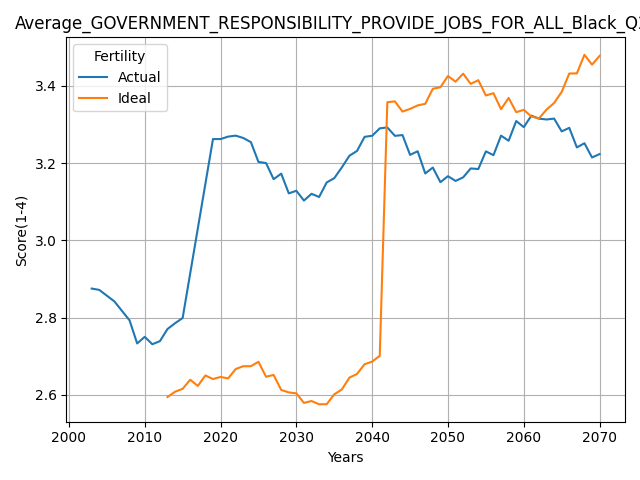 Average_GOVERNMENT_RESPONSIBILITY_PROVIDE_JOBS_FOR_ALL_Black_Q
Fertility
Actual
Ideal
3.4
3.2
3.0
2.8
2.6
Score(1-4)
2000 2010 2020 2030 2040 2050 2060 2070
Years